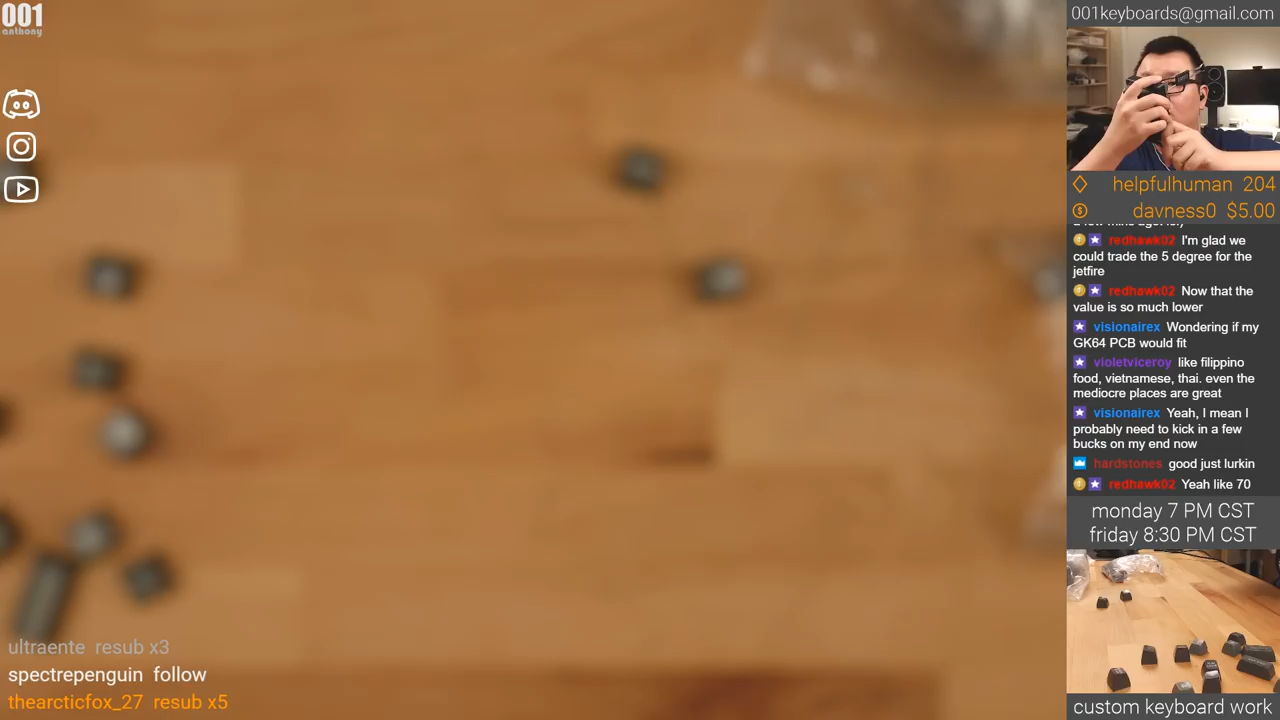 001
anthony
001keyboards@gmail.com
helpfulhuman 204
davness0 $5.00
redhawk02 I'm glad we
could trade the 5 degree for the
jetfire
redhawk02 Now that the
value is so much lower
visionairex Wondering if my
GK64 PCB would fit
violetviceroy like filippino
food, vietnamese, thai. even the
mediocre places are great
visionairex Yeah, I mean I
probably need to kick in a few
bucks on my end now
hardstones good just lurkin
redhawk02 Yeah like 70
monday 7 PM CST
friday 8:30 PM CST
custom keyboard work
ultraente resub x3
spectrepenguin follow
thearcticfox_27 resub x5